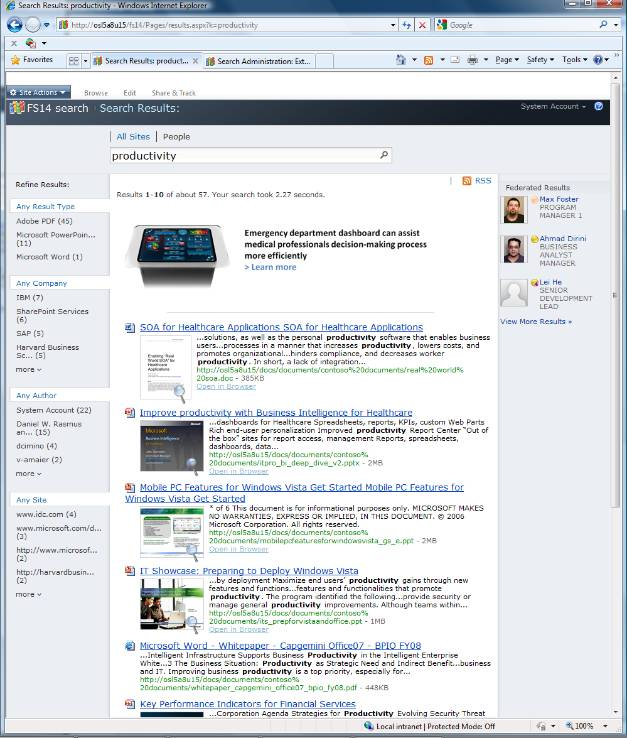 Search Results: productivity - Windows Internet Explorer
http://osl5a8u15/fs14/Pages/results.aspx?k=productivity
Google
x
Favorites
Search Results: product...
Search Administration: Ext...
Page
Safety
Tools
Site Actions
Browse
Edit
Share & Track
FS14 search
Search Results:
System Account
All Sites
People
productivity
Refine Results:
Any Result Type
Adobe PDF (45)
Microsoft PowerPoin...
(11)
Microsoft Word (1)
Any Company
IBM (7)
SharePoint Services
(6)
SAP (5)
Harvard Business
Sc... (5)
more
Any Author
System Account (22)
Daniel W. Rasmus
an... (15)
dcimino (4)
v-amaier (2)
more
Any Site
www.idc.com (4)
www.microsoft.com/d...
(3)
http://www.microsof...
(2)
http://harvardbusin...
(2)
more
RSS
Results 1-10 of about 57. Your search took 2.27 seconds.
Emergency department dashboard can assist
medical professionals decision-making process
more efficiently
> Learn more
SOA for Healthcare Applications SOA for Healthcare Applications
...solutions, as well as the personal productivity software that enables business
users...processes in a manner that increases productivity, lowers costs, and
promotes organizational...hinders compliance, and decreases worker
productivity. In short, a lack of integration...
http://osl5a8u15/docs/documents/contoso%20documents/real%20world%
20soa.doc - 385KB
Open in Browser
Improve productivity with Business Intelligence for Healthcare
...dashboards for Healthcare Spreadsheets, reports, KPIs, custom Web Parts
Rich end-user personalization Improved productivity Report Center "Out of
the box" sites for report access, management Reports, spreadsheets,
dashboards, data...
http://osl5a8u15/docs/documents/contoso%
20documents/itpro_bi_deep_dive_v2.pptx - 2MB
Open in Browser
Mobile PC Features for Windows Vista Get Started Mobile PC Features for
Windows Vista Get Started
* of 6 This document is for informational purposes only. MICROSOFT MAKES
NO WARRANTIES, EXPRESS OR IMPLIED, IN THIS DOCUMENT. © 2006
Microsoft Corporation. All rights reserved.
http://osl5a8u15/docs/documents/contoso%
20documents/mobilepcfeaturesforwindowsvista_gs_e.ppt - 2MB
Open in Browser
IT Showcase: Preparing to Deploy Windows Vista
...by deployment Maximize end users' productivity gains through new
features and functions...features and functionalities that promote
productivity. The program identified the following...provide security or
manage general productivity improvements. Although teams within...
http://osl5a8u15/docs/documents/contoso%
20documents/its_prepforvistaandoffice.ppt - 1MB
Open in Browser
Microsoft Word - Whitepaper - Capgemini Office07 - BPIO FY08
...Intelligent Infrastructure Supports Business Productivity in the Intelligent Enterprise
White...3 The Business Situation: Productivity as Strategic Need and Indirect Benefit...business
and IT. Improving business productivity is a top priority, especially for...
http://osl5a8u15/docs/documents/contoso%
20documents/whitepaper_capgemini_office07_bpio_fy08.pdf - 448KB
Key Performance Indicators for Financial Services
...Corporation Agenda Strategies for Productivity Evolving Security Threat
Federated Results
Max Foster
PROGRAM
MANAGER 1
Ahmad Dirini
BUSINESS
ANALYST
MANAGER
Lei He
SENIOR
DEVELOPMENT
LEAD
View More Results »
Local intranet | Protected Mode: Off
100%